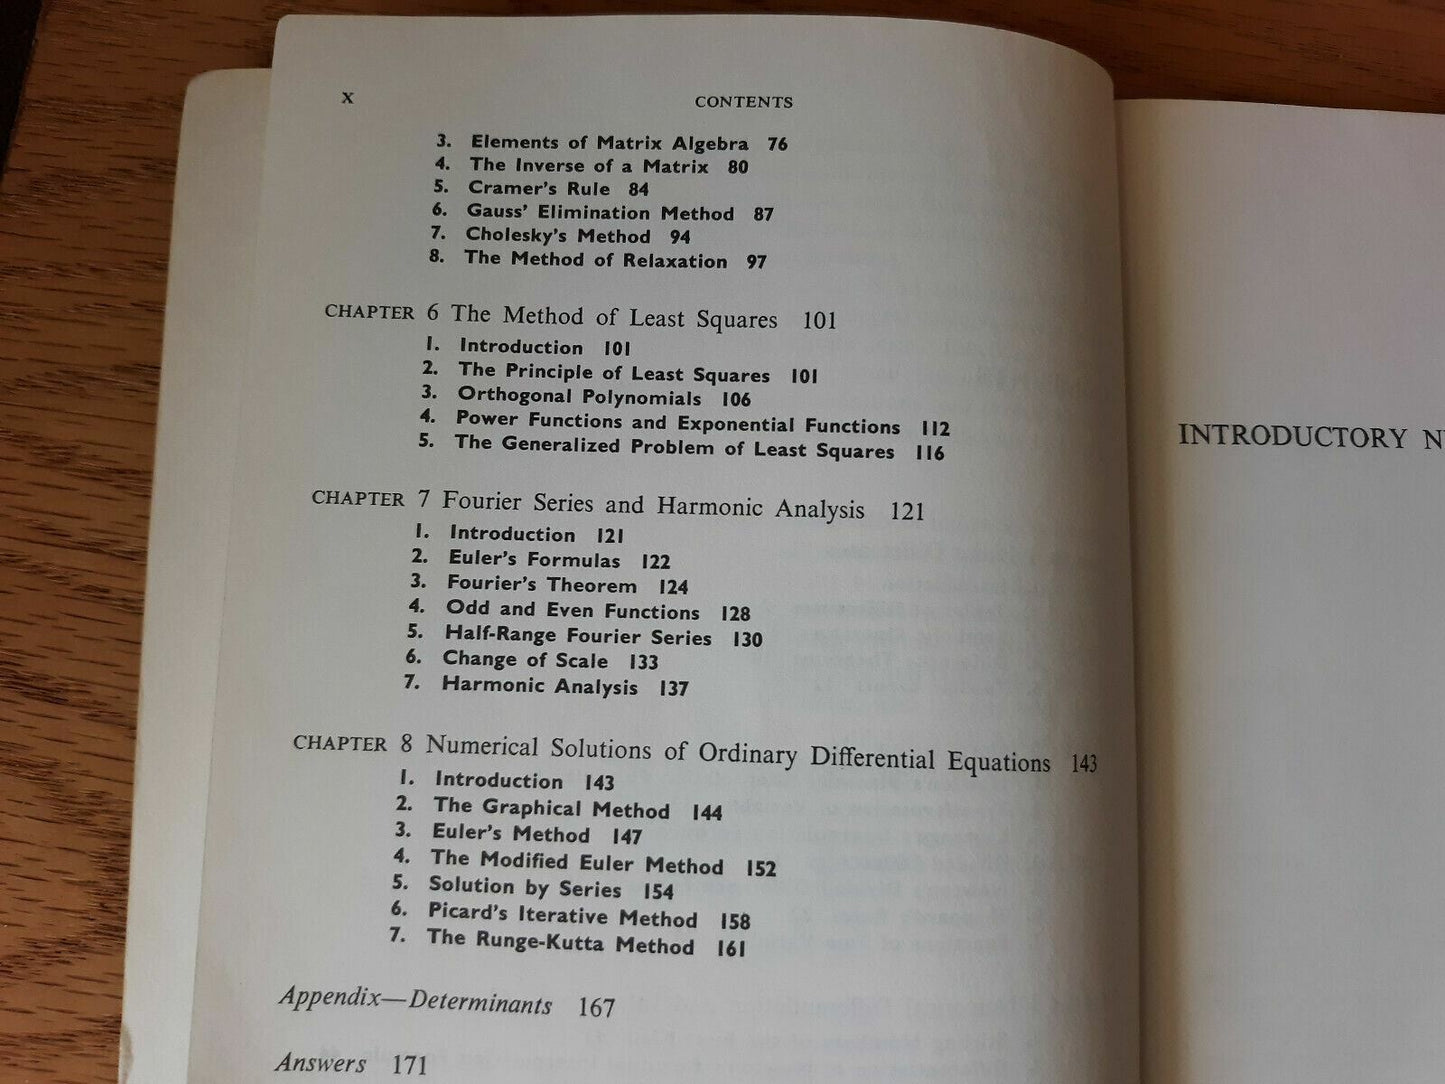 X CONTENTS
3. Elements of Matrix Algebra 76
4. The Inverse of a Matrix 80
5. Cramer's Rule 84
6. Gauss' Elimination Method 87
7. Cholesky's Method 94
8. The Method of Relaxation 97
CHAPTER 6 The Method of Least Squares 101
1. Introduction 101
2. The Principle of Least Squares 101
3. Orthogonal Polynomials 106
4. Power Functions and Exponential Functions 112
5. The Generalized Problem of Least Squares 116
CHAPTER 7 Fourier Series and Harmonic Analysis 121
1. Introduction 121
2. Euler's Formulas 122
3. Fourier's Theorem 124
4. Odd and Even Functions 128
5. Half-Range Fourier Series 130
6. Change of Scale 133
7. Harmonic Analysis 137
CHAPTER 8 Numerical Solutions of Ordinary Differential Equations 143
1. Introduction 143
2. The Graphical Method 144
3. Euler's Method 147
4. The Modified Euler Method 152
5. Solution by Series 154
6. Picard's Iterative Method 158
7. The Runge-Kutta Method 161
Appendix—Determinants 167
Answers 171
INTRODUCTORY